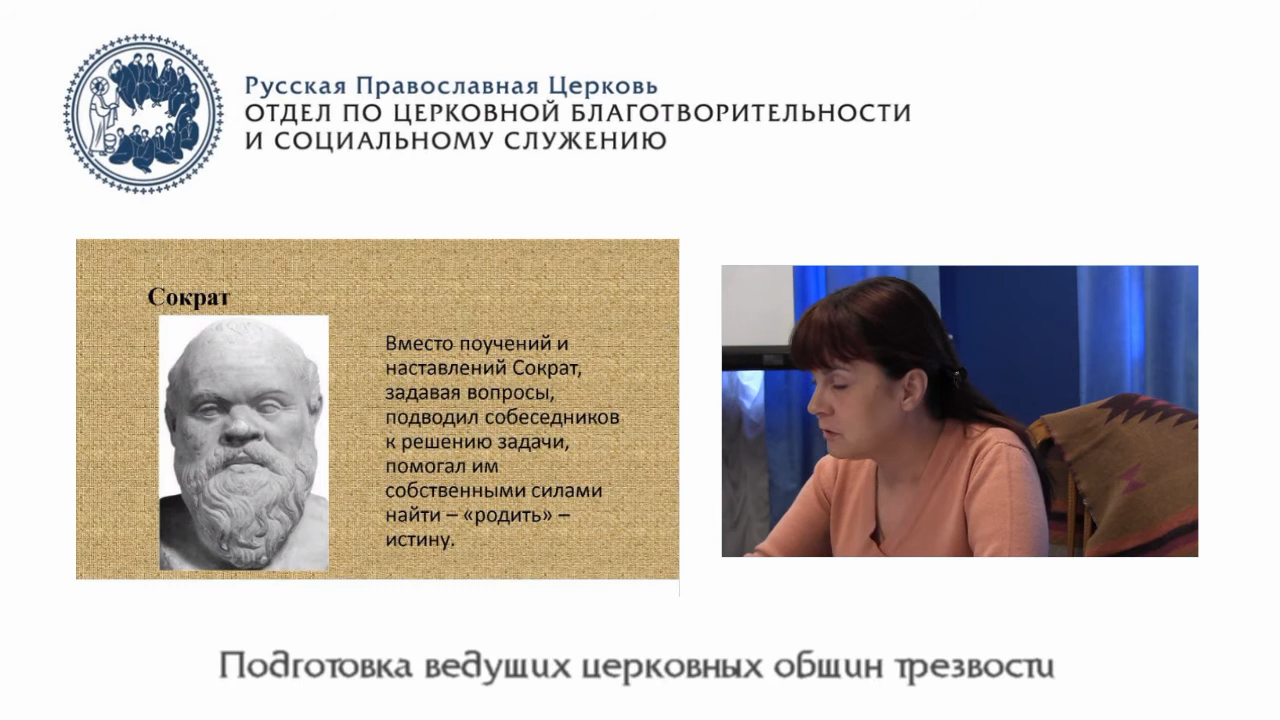 Русская Православная Церковь
ОТДЕЛ ПО ЦЕРКОВНОЙ БЛАГОТВОРИТЕЛЬНОСТИ
И СОЦИАЛЬНОМУ СЛУЖЕНИЮ
Сократ
Вместо поучений и
наставлений Сократ,
задавая вопросы,
подводил собеседников
к решению задачи,
помогал им
собственными силами
найти – «родить» –
истину.
Подготовка ведущих церковных общин трезвости